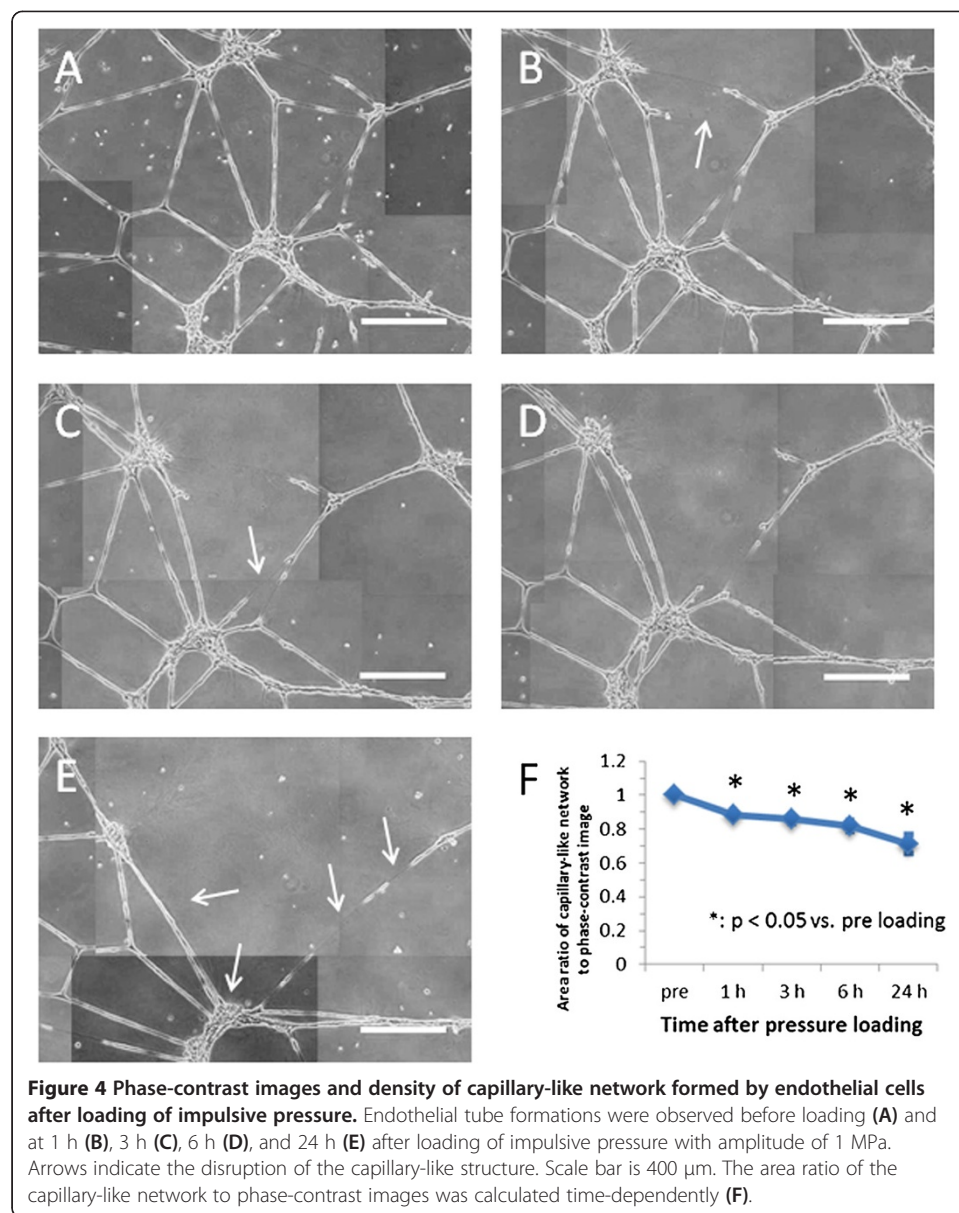 A
B
C
D
E
F
Area ratio of capillary-like network
to phase-contrast image
1.2
1
0.8
0.6
0.4
0.2
0
* * * *
*: p < 0.05 vs. pre loading
pre 1 h 3 h 6 h 24 h
Time after pressure loading
Figure 4 Phase-contrast images and density of capillary-like network formed by endothelial cells
after loading of impulsive pressure. Endothelial tube formations were observed before loading (A) and
at 1 h (B), 3 h (C), 6 h (D), and 24 h (E) after loading of impulsive pressure with amplitude of 1 MPa.
Arrows indicate the disruption of the capillary-like structure. Scale bar is 400 μm. The area ratio of the
capillary-like network to phase-contrast images was calculated time-dependently (F).